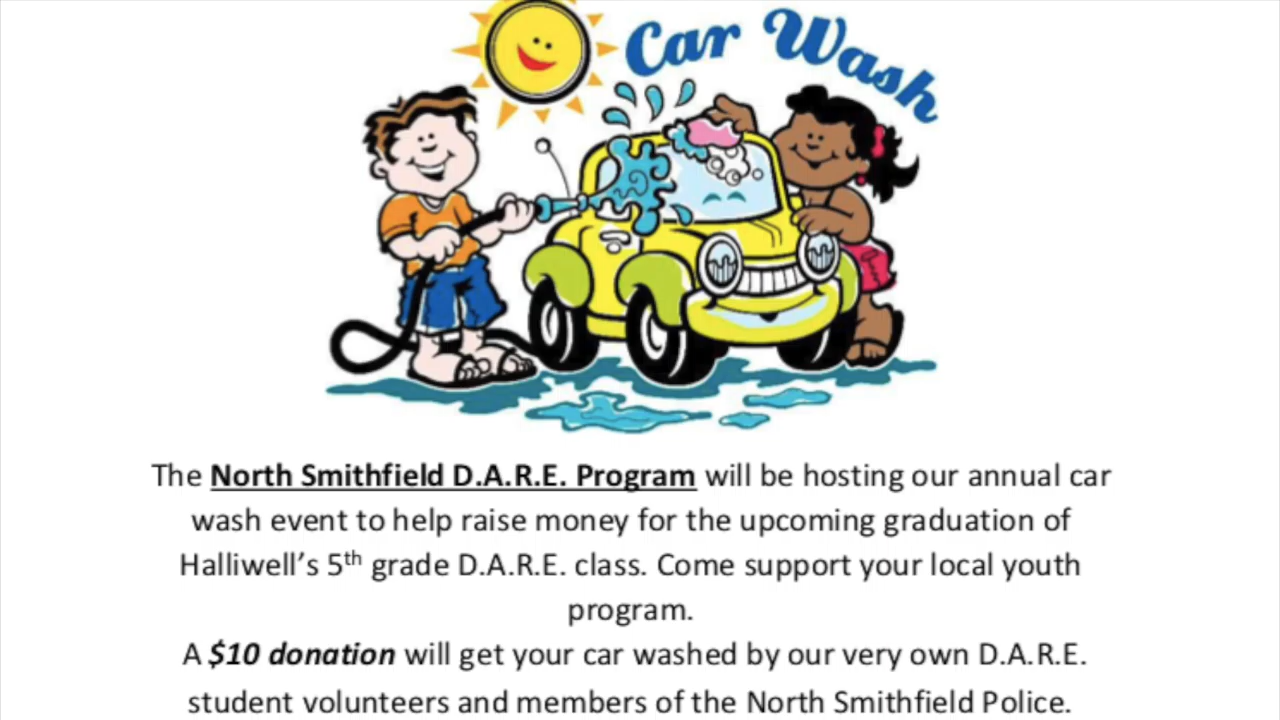 Car Wash
The North Smithfield D.A.R.E. Program will be hosting our annual car
wash event to help raise money for the upcoming graduation of
Halliwell’s 5th grade D.A.R.E. class. Come support your local youth
program.
A $10 donation will get your car washed by our very own D.A.R.E.
student volunteers and members of the North Smithfield Police.